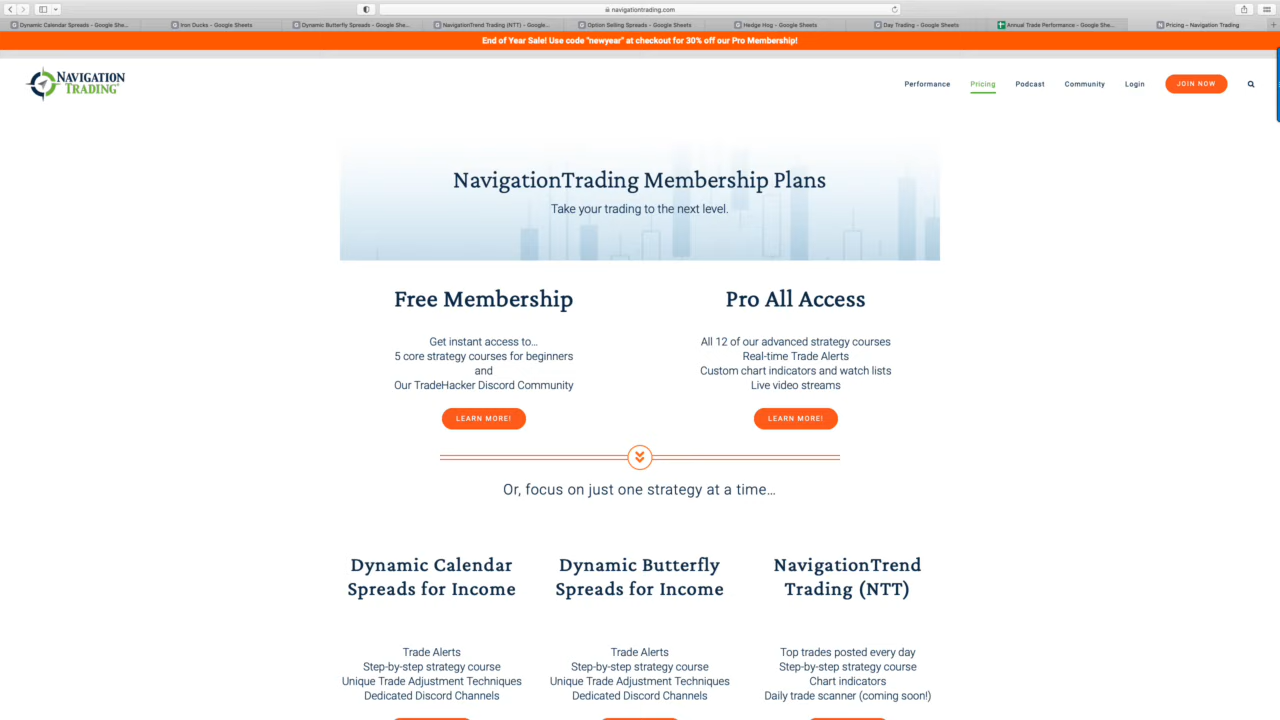 navigationtrading.com
Dynamic Calendar Spreads – Google She...
Iron Ducks – Google Sheets
Dynamic Butterfly Spreads – Google She...
NavigationTrend Trading (NTT) – Google...
Option Selling Spreads – Google Sheets
Hedge Hog – Google Sheets
Day Trading – Google Sheets
Annual Trade Performance – Google She...
Pricing – Navigation Trading
End of Year Sale! Use code "newyear" at checkout for 30% off our Pro Membership!
NAVIGATION
TRADING
Performance
Pricing
Podcast
Community
Login
JOIN NOW
NavigationTrading Membership Plans
Take your trading to the next level.
Free Membership
Get instant access to...
5 core strategy courses for beginners
and
Our TradeHacker Discord Community
LEARN MORE!
Pro All Access
All 12 of our advanced strategy courses
Real-time Trade Alerts
Custom chart indicators and watch lists
Live video streams
LEARN MORE!
Or, focus on just one strategy at a time...
Dynamic Calendar
Spreads for Income
Trade Alerts
Step-by-step strategy course
Unique Trade Adjustment Techniques
Dedicated Discord Channels
Dynamic Butterfly
Spreads for Income
Trade Alerts
Step-by-step strategy course
Unique Trade Adjustment Techniques
Dedicated Discord Channels
NavigationTrend
Trading (NTT)
Top trades posted every day
Step-by-step strategy course
Chart indicators
Daily trade scanner (coming soon!)